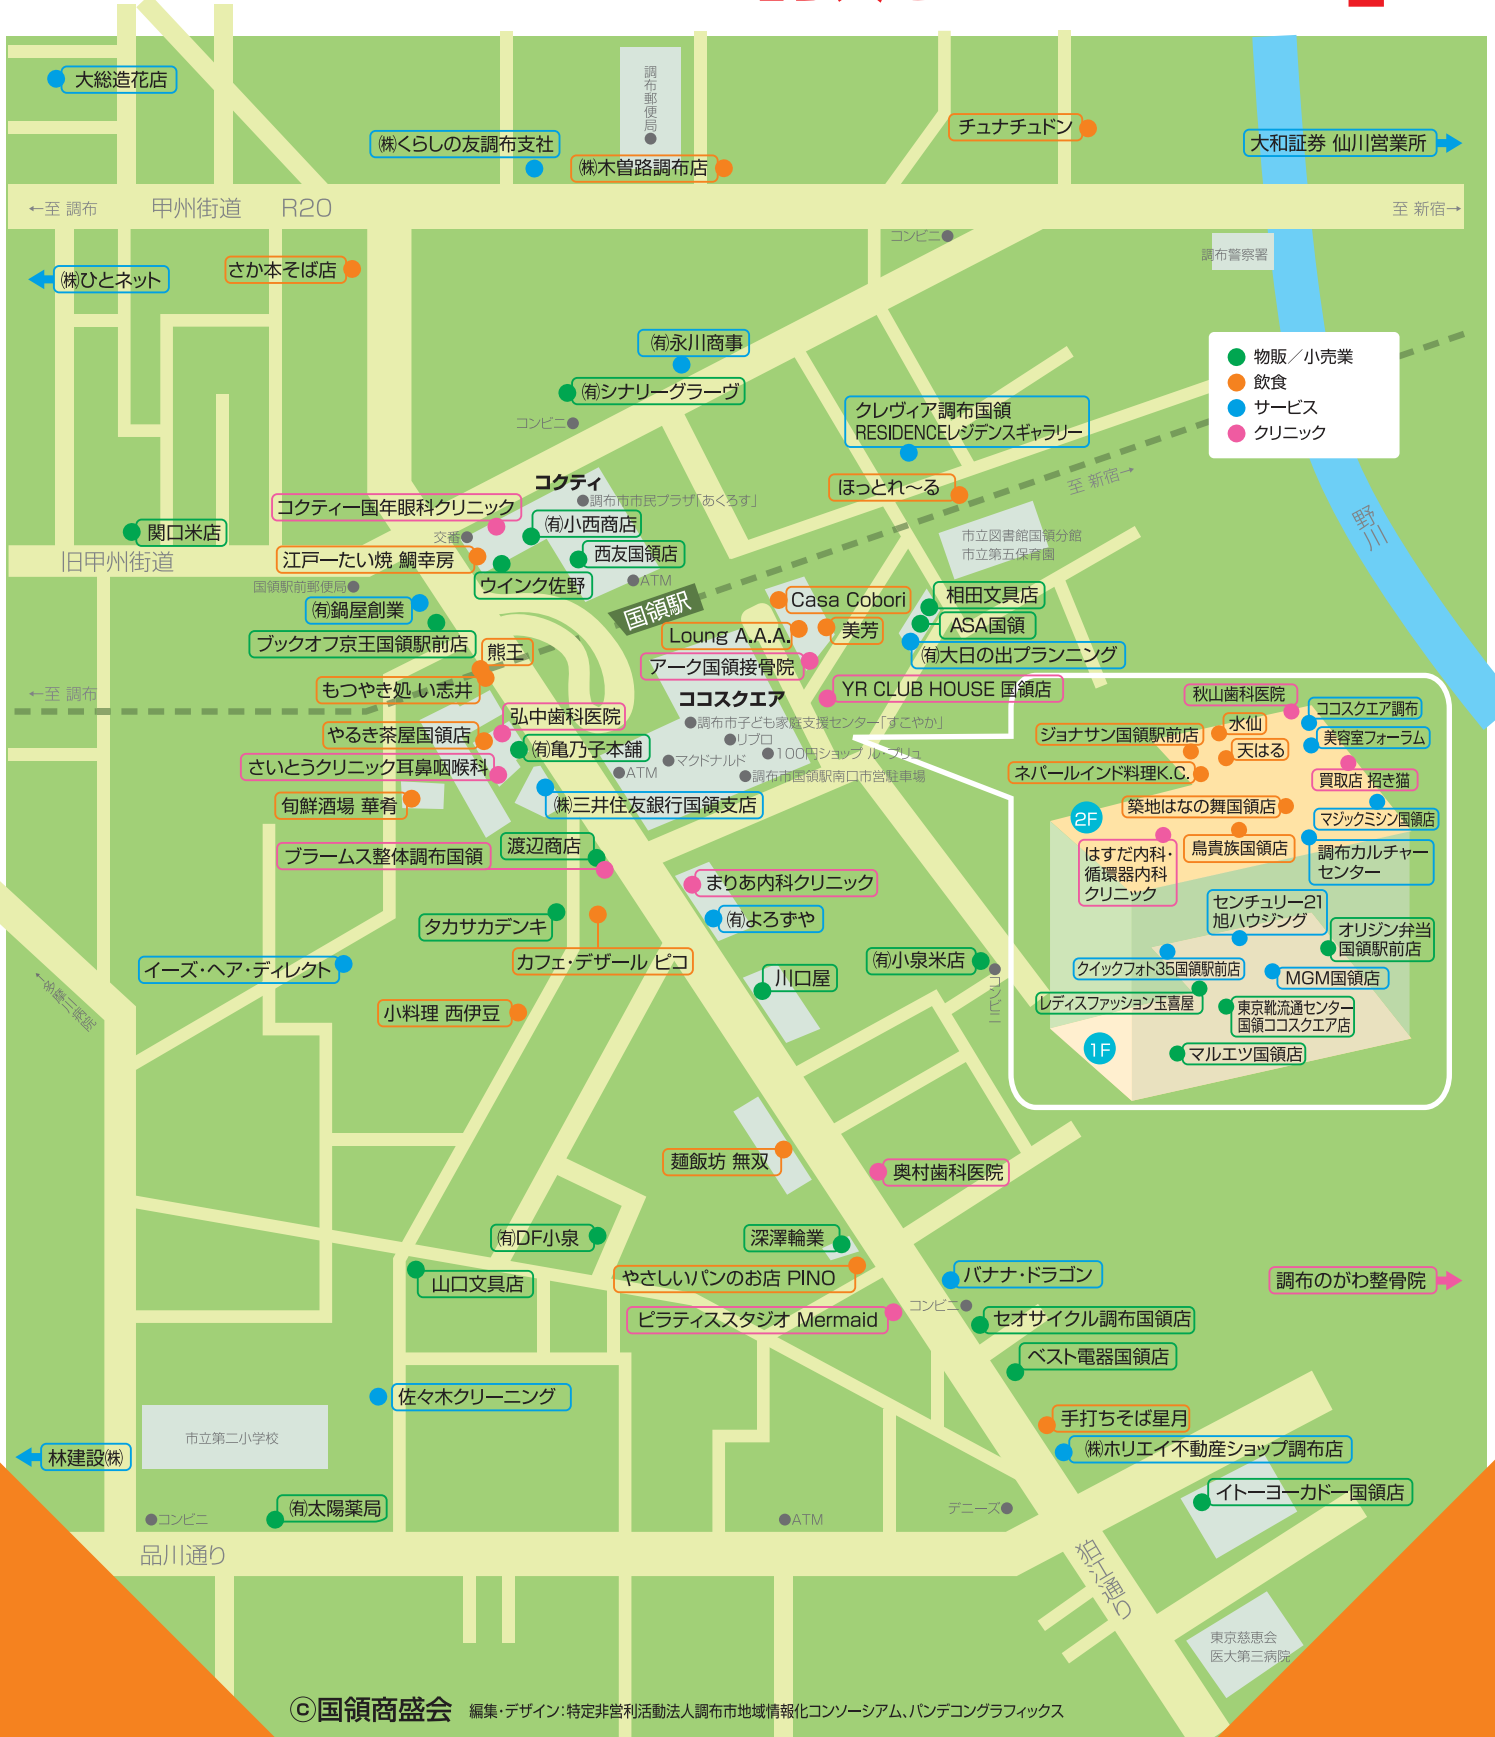 大総造花店
調布郵便局
㈱くらしの友調布支社
㈱木曽路調布店
チュナチュドン
大和証券 仙川営業所
←至 調布
甲州街道 R20
至 新宿→
コンビニ
調布警察署
㈱ひとネット
さか本そば店
㈲永川商事
㈲シナリーグラーヴ
コンビニ
物販／小売業
飲食
サービス
クリニック
クレヴィア調布国領
RESIDENCEレジデンスギャラリー
ほっとれ～る
至 新宿→
野川
コクティ
調布市市民プラザ「あくろす」
コクティー国年眼科クリニック
㈲小西商店
交番
関口米店
旧甲州街道
江戸一たい焼 鯛幸房
西友国領店
ウインク佐野
ATM
市立図書館国領分館
市立第五保育園
国領駅前郵便局
㈲鍋屋創業
国領駅
Casa Cobori
相田文具店
ブックオフ京王国領駅前店
熊王
Loung A.A.A.
美芳
ASA国領
㈲大日の出プランニング
アーク国領接骨院
←至 調布
もつやき処 い志井
ココスクエア
YR CLUB HOUSE 国領店
弘中歯科医院
調布市子ども家庭支援センター「すこやか」
やるき茶屋国領店
㈲亀乃子本舗
リブロ
100円ショップ ル・プリュ
マクドナルド
さいとうクリニック耳鼻咽喉科
ATM
調布市国領駅南口市営駐車場
旬鮮酒場 華肴
㈱三井住友銀行国領支店
秋山歯科医院
ココスクエア調布
水仙
ジョナサン国領駅前店
美容室フォーラム
天はる
ネパールインド料理K.C.
買取店 招き猫
築地はなの舞国領店
2F
マジックミシン国領店
はすだ内科・
循環器内科
クリニック
鳥貴族国領店
調布カルチャー
センター
センチュリー21
旭ハウジング
オリジン弁当
国領駅前店
クイックフォト35国領駅前店
MGM国領店
レディスファッション玉喜屋
東京靴流通センター
国領ココスクエア店
1F
マルエツ国領店
渡辺商店
ブラームス整体調布国領
まりあ内科クリニック
㈲よろずや
タカサカデンキ
カフェ・デザール ピコ
㈲小泉米店
コンビニ
川口屋
イーズ・ヘア・ディレクト
←多摩川病院
小料理 西伊豆
麺飯坊 無双
奥村歯科医院
㈲DF小泉
深澤輪業
山口文具店
やさしいパンのお店 PINO
バナナ・ドラゴン
調布のがわ整骨院
ピラティススタジオ Mermaid
コンビニ
セオサイクル調布国領店
ベスト電器国領店
佐々木クリーニング
手打ちそば星月
市立第二小学校
林建設㈱
㈱ホリエイ不動産ショップ調布店
イトーヨーカドー国領店
㈲太陽薬局
コンビニ
ATM
デニーズ
品川通り
狛江通り
東京慈恵会
医大第三病院
©国領商盛会 編集・デザイン：特定非営利活動法人調布市地域情報化コンソーシアム、パンデコングラフィックス